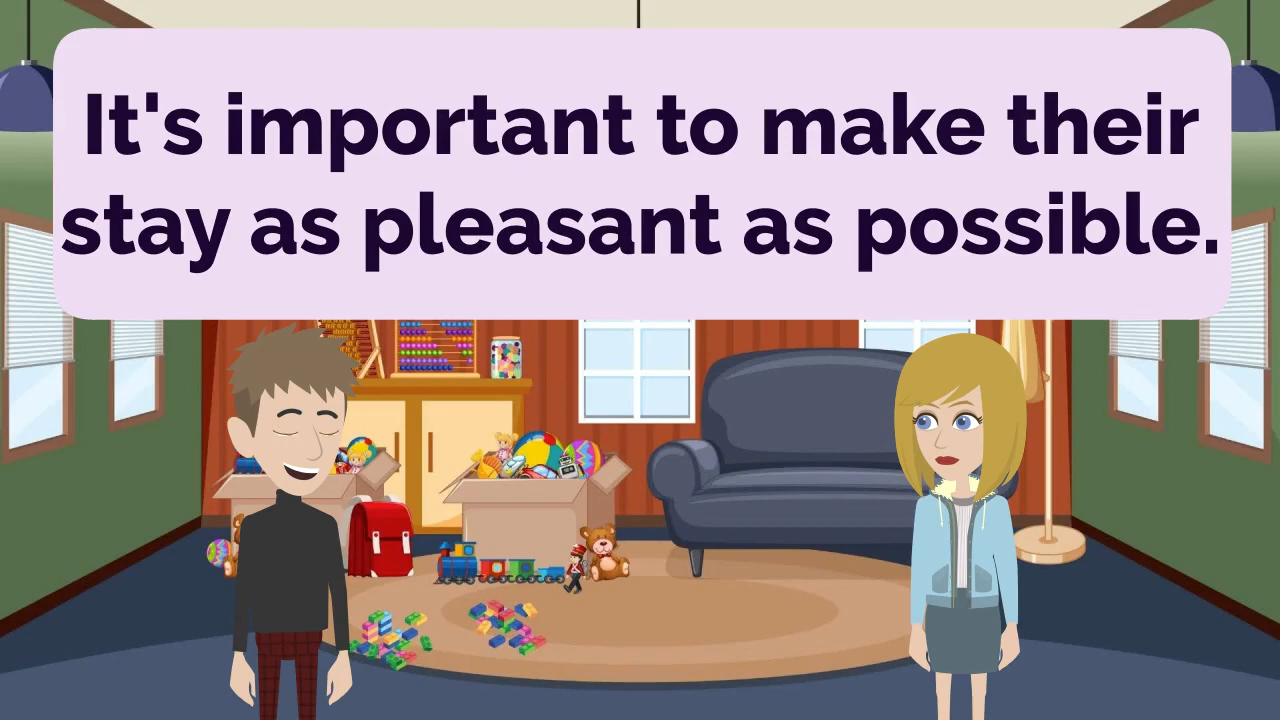 It's important to make their
stay as pleasant as possible.